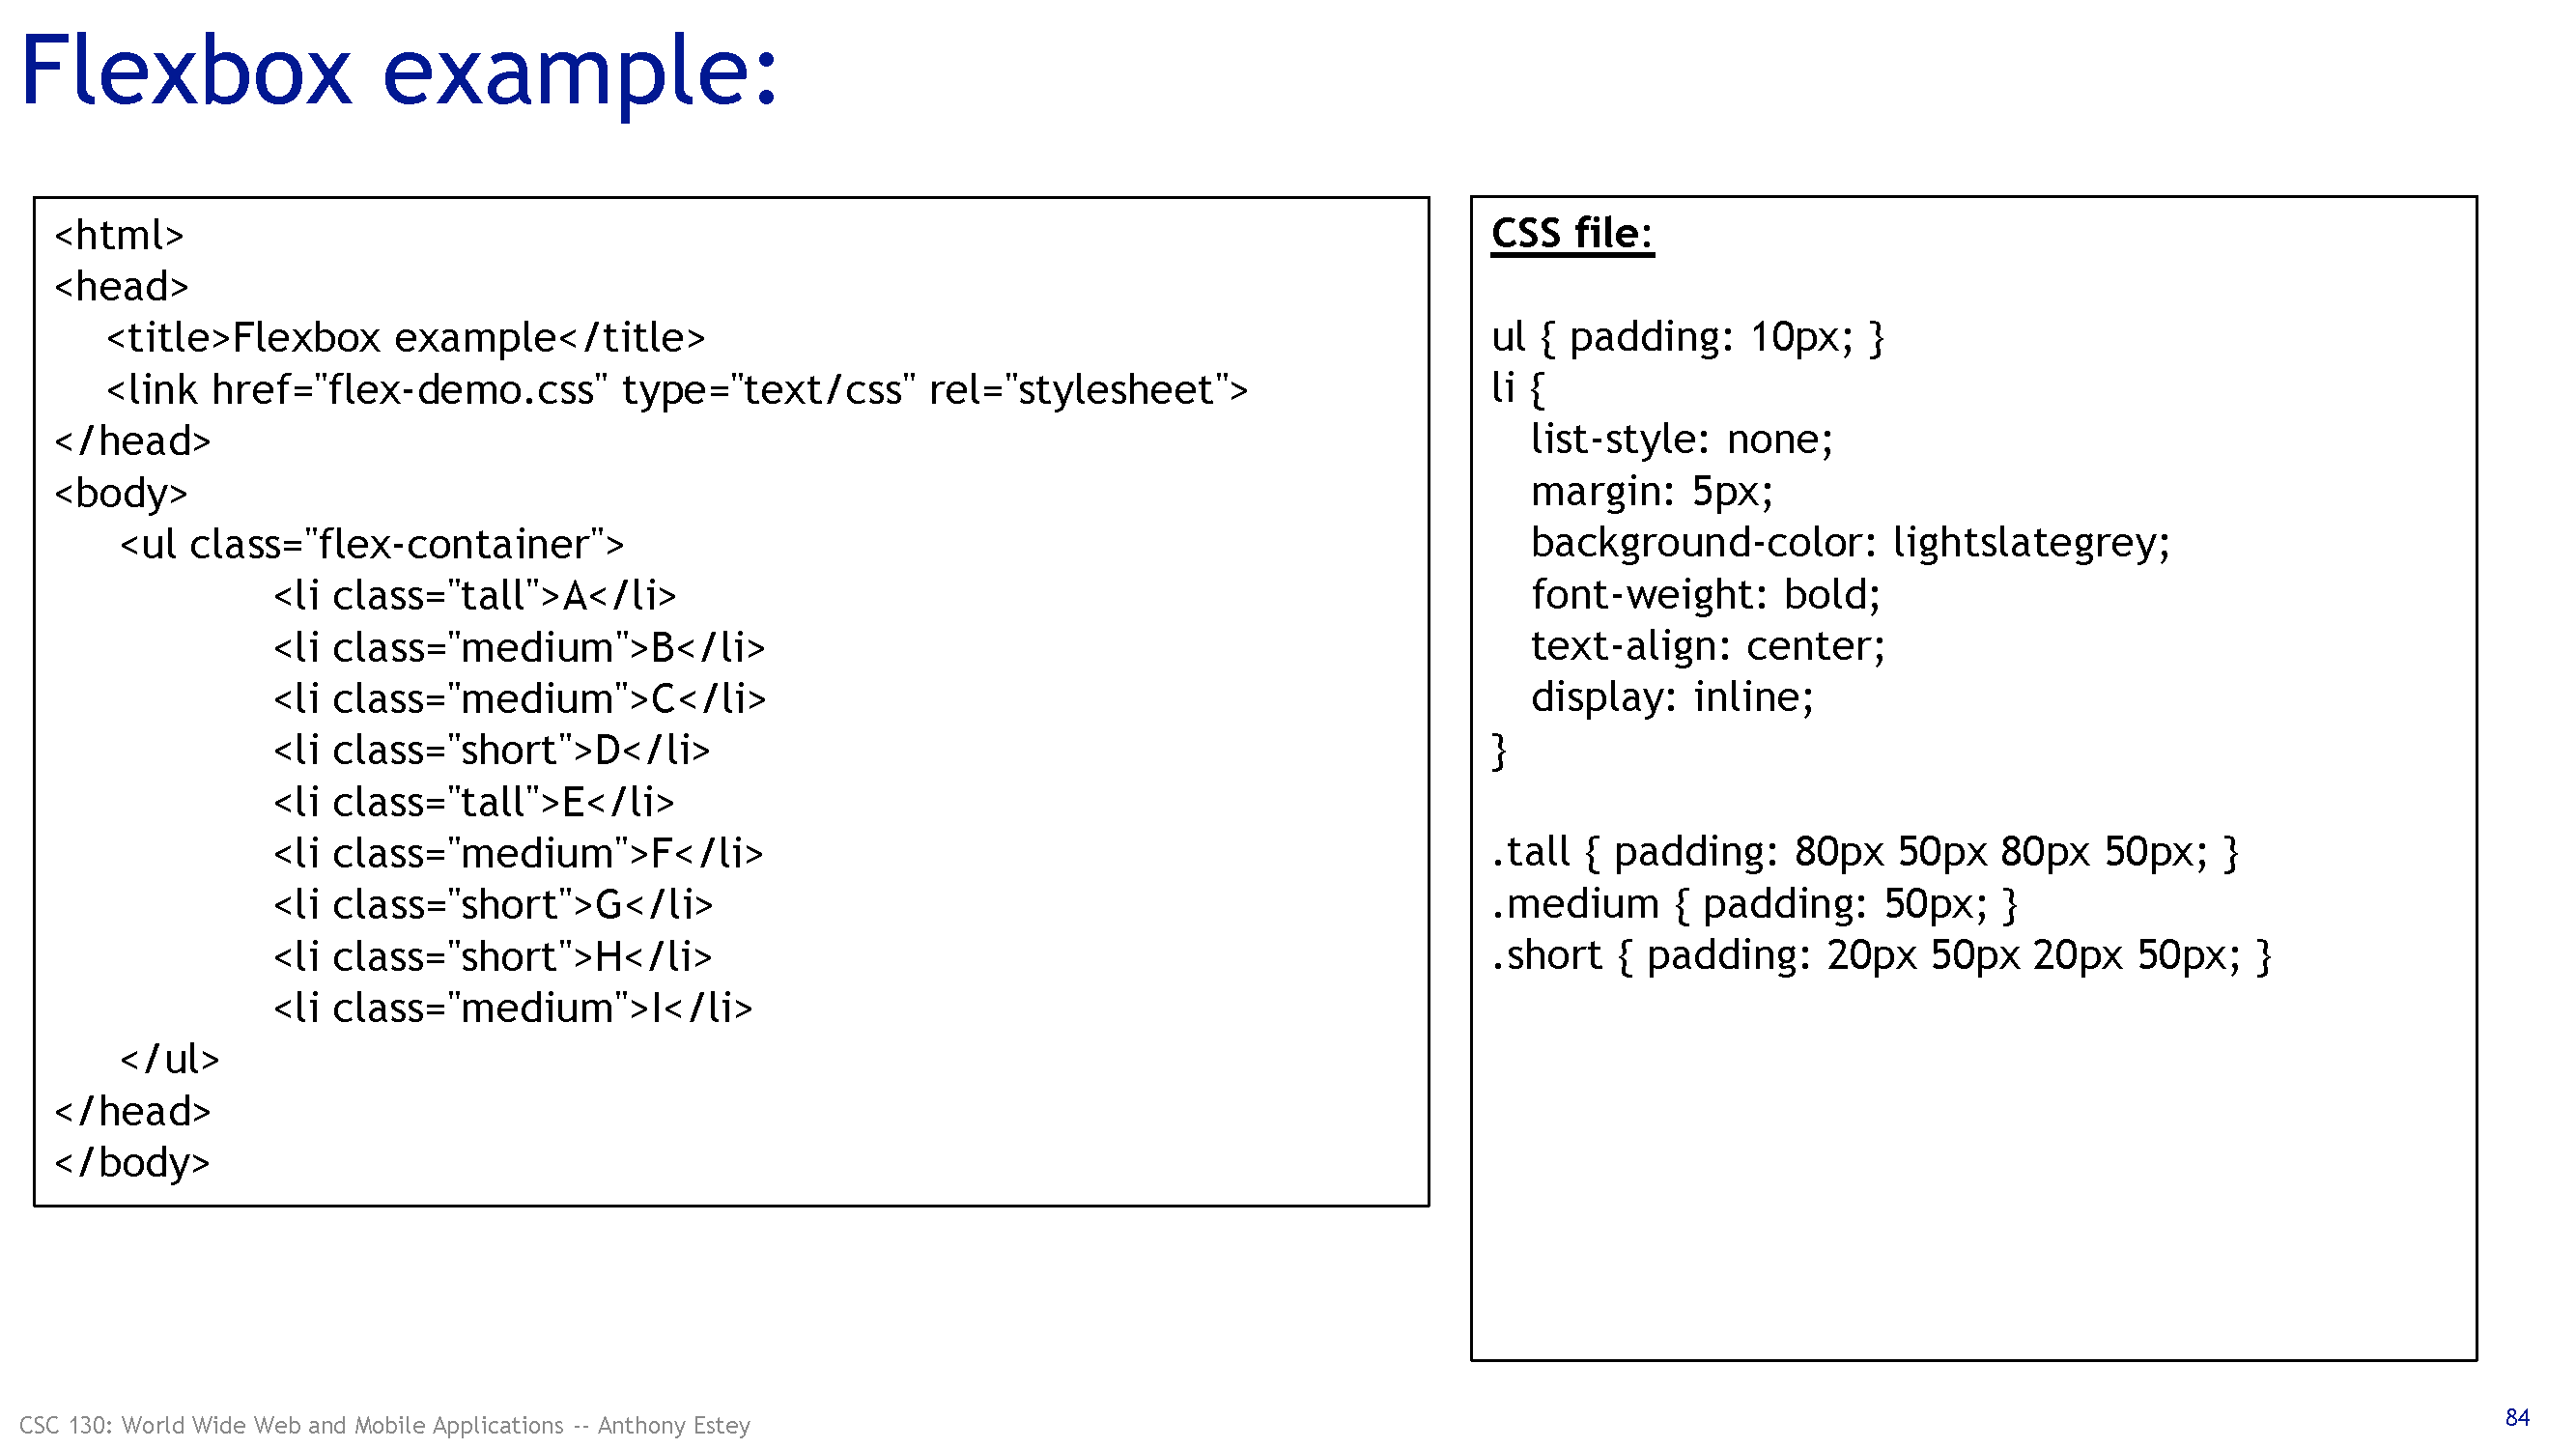 Flexbox example:
<html>
<head>
<title>Flexbox example</title>
<link href="flex-demo.css" type="text/css" rel="stylesheet">
</head>
<body>
<ul class="flex-container">
<li class="tall">A</li>
<li class="medium">B</li>
<li class="medium">C</li>
<li class="short">D</li>
<li class="tall">E</li>
<li class="medium">F</li>
<li class="short">G</li>
<li class="short">H</li>
<li class="medium">I</li>
</ul>
</head>
</body>
CSS file:
ul { padding: 10px; }
li {
list-style: none;
margin: 5px;
background-color: lightslategrey;
font-weight: bold;
text-align: center;
display: inline;
}
.tall { padding: 80px 50px 80px 50px; }
.medium { padding: 50px; }
.short { padding: 20px 50px 20px 50px; }
CSC 130: World Wide Web and Mobile Applications -- Anthony Estey
84